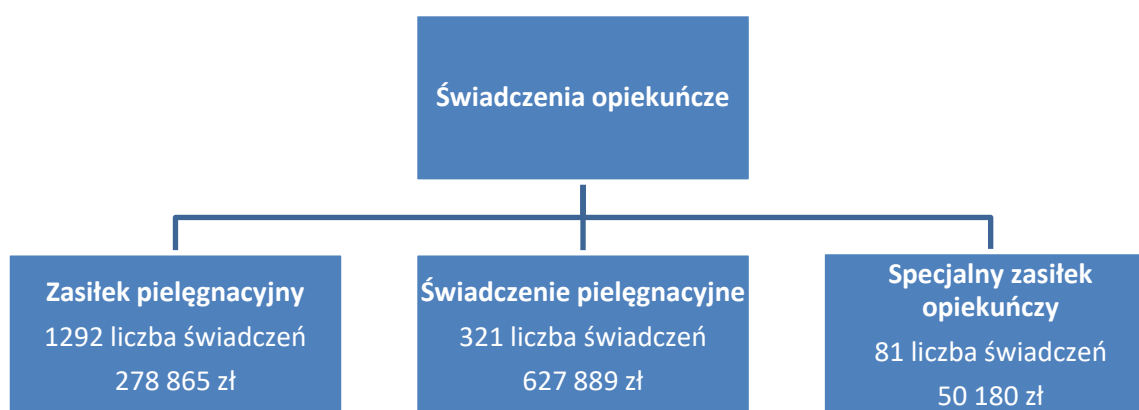 Świadczenia opiekuńcze
Zasiłek pielęgnacyjny
1292 liczba świadczeń
278 865 zł
Świadczenie pielęgnacyjne
321 liczba świadczeń
627 889 zł
Specjalny zasiłek
opiekuńczy
81 liczba świadczeń
50 180 zł